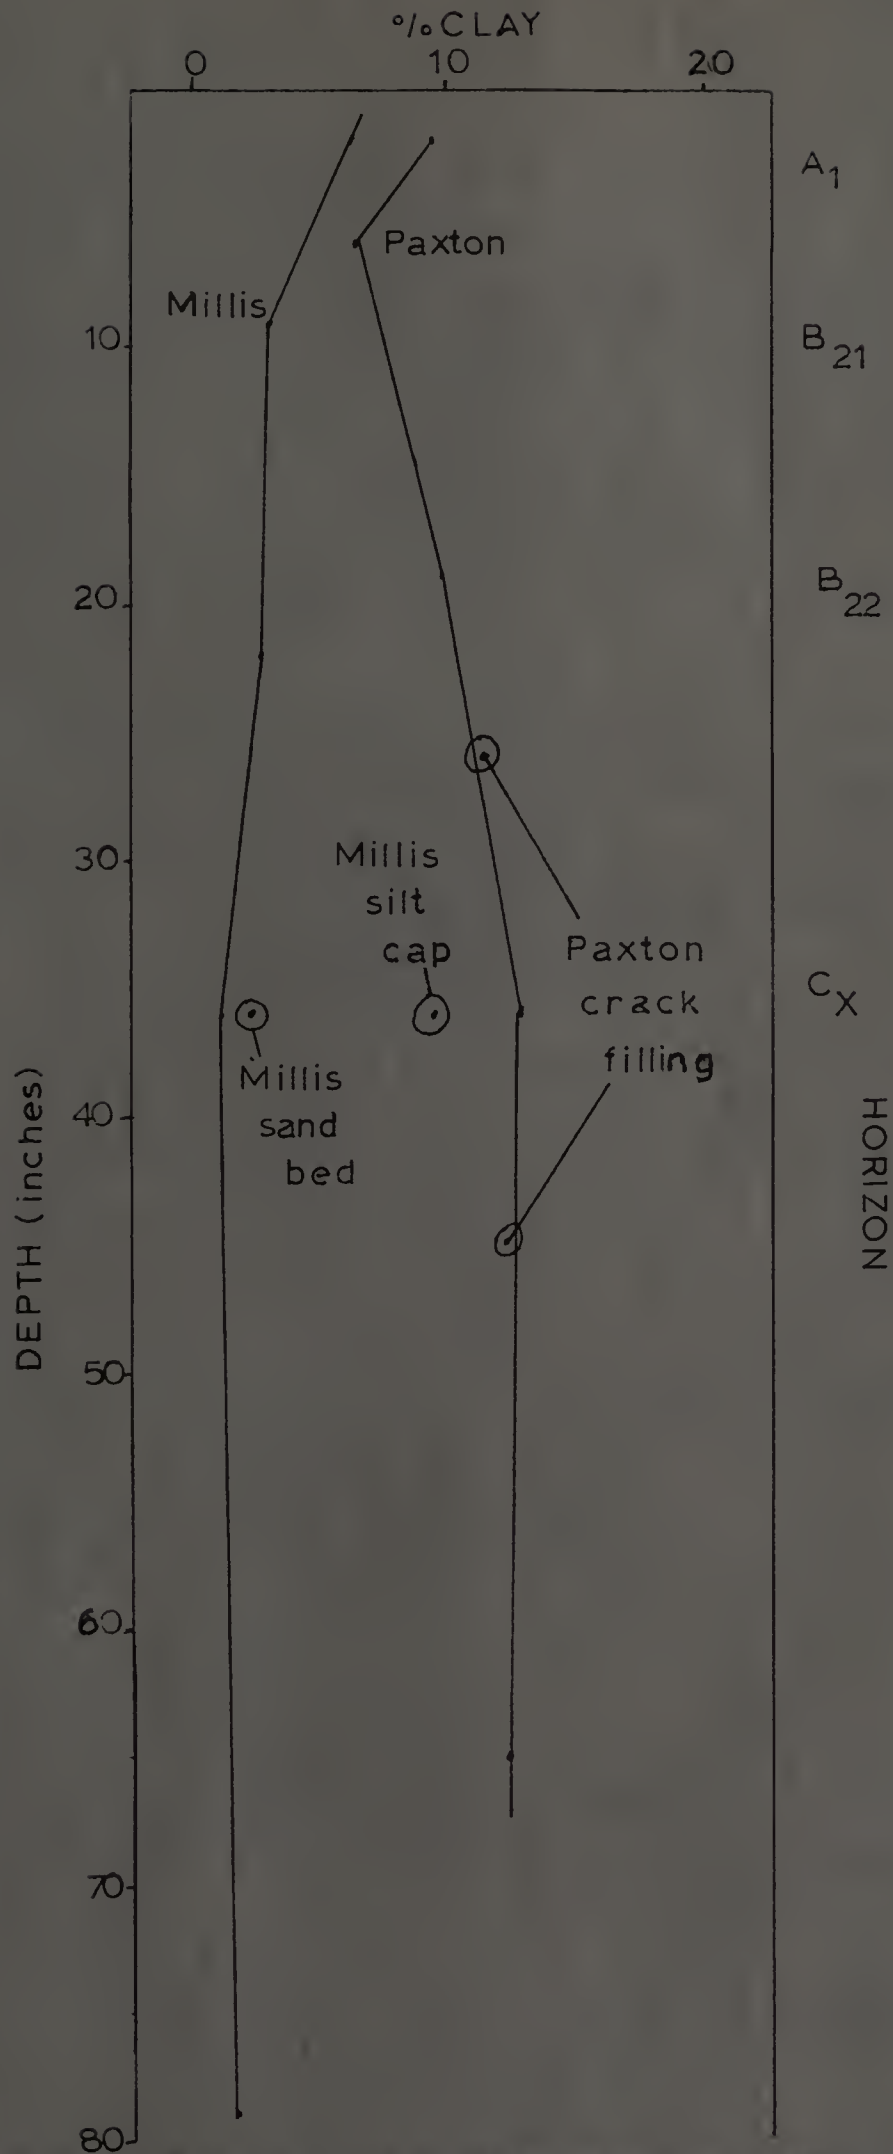 % CLAY
0 10 20
A1
Paxton
Millis
10
B21
20
B22
30
Millis
silt
cap
Paxton
crack
filling
CX
Millis
sand
bed
40
DEPTH (inches)
HORIZON
50
60
70
80